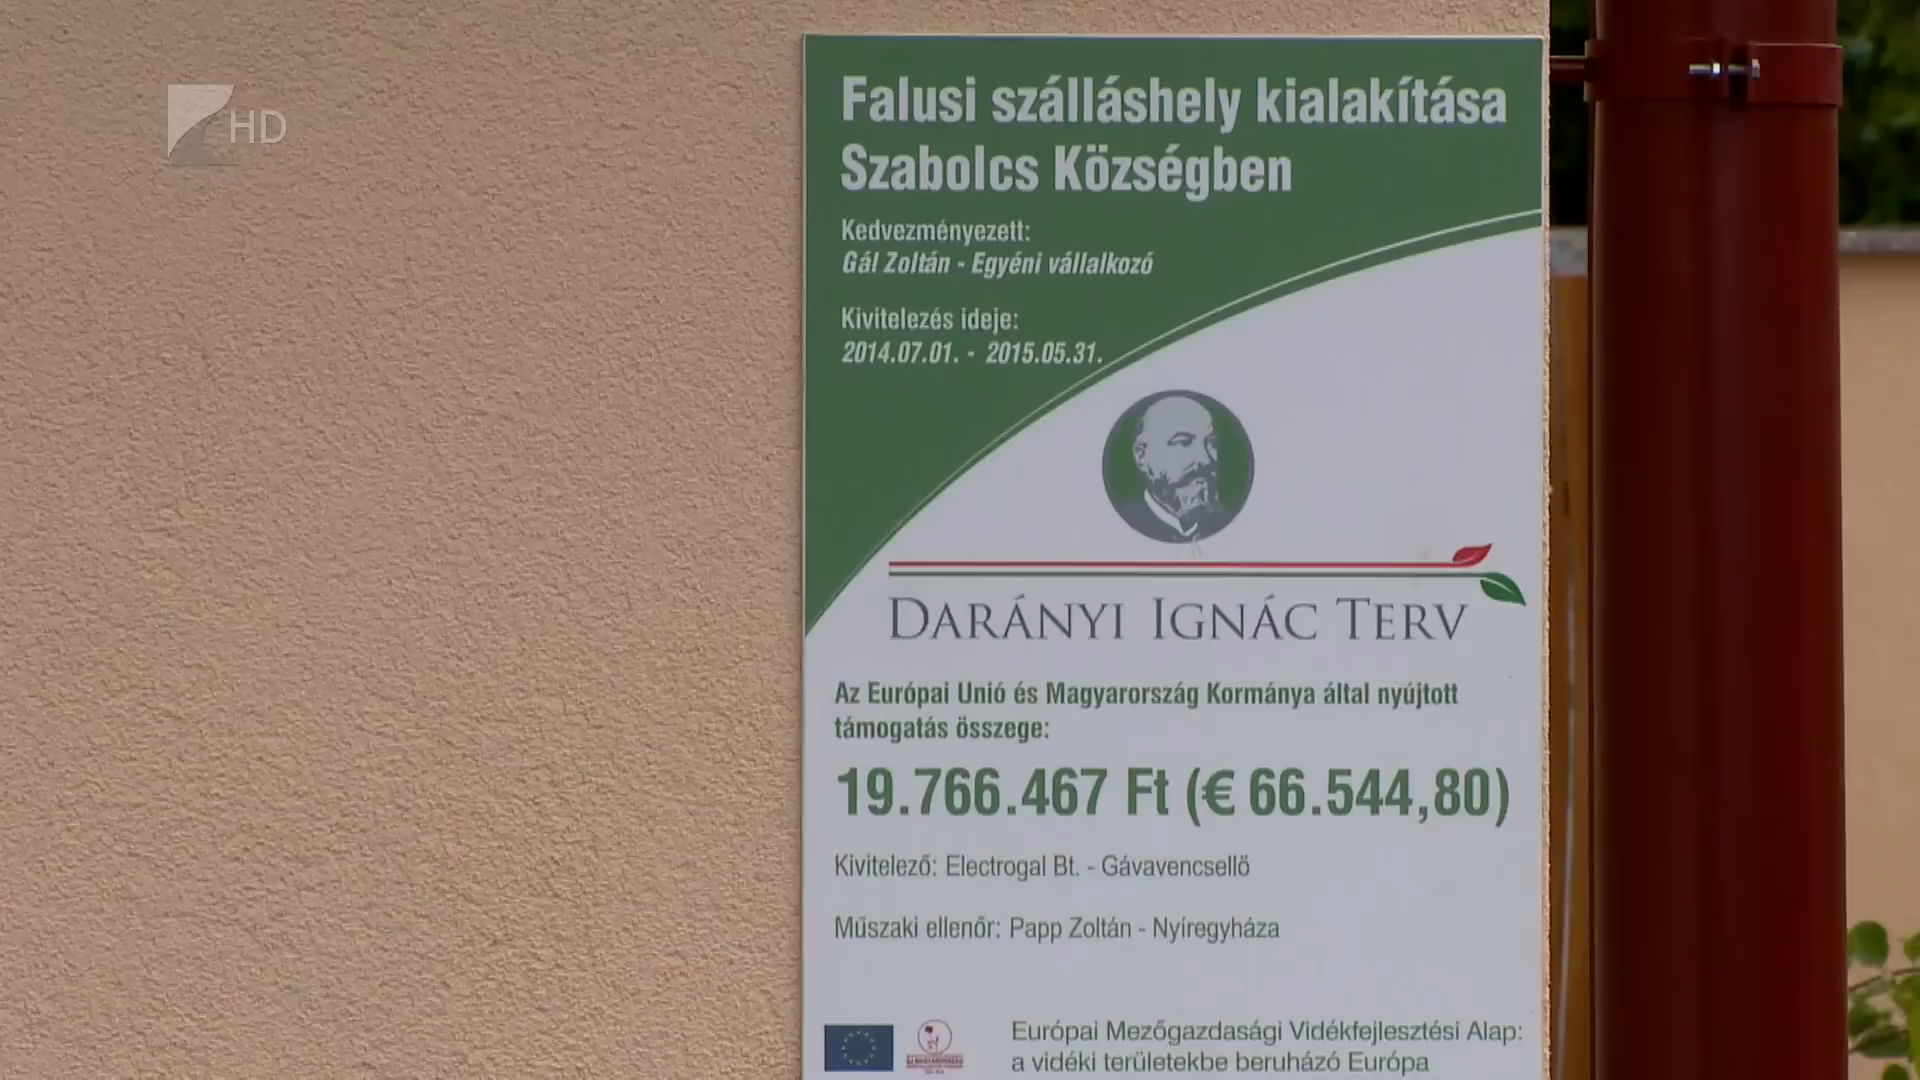 HD
Falusi szálláshely kialakítása
Szabolcs Községben
Kedvezményezett:
Gál Zoltán - Egyéni vállalkozó
Kivitelezés ideje:
2014.07.01. - 2015.05.31.
DARÁNYI IGNÁC TERV
Az Európai Unió és Magyarország Kormánya által nyújtott
támogatás összege:
19.766.467 Ft (€ 66.544,80)
Kivitelező: Electrogal Bt. - Gávavencsellő
Műszaki ellenőr: Papp Zoltán - Nyíregyháza
Európai Mezőgazdasági Vidékfejlesztési Alap:
a vidéki területekbe beruházó Európa